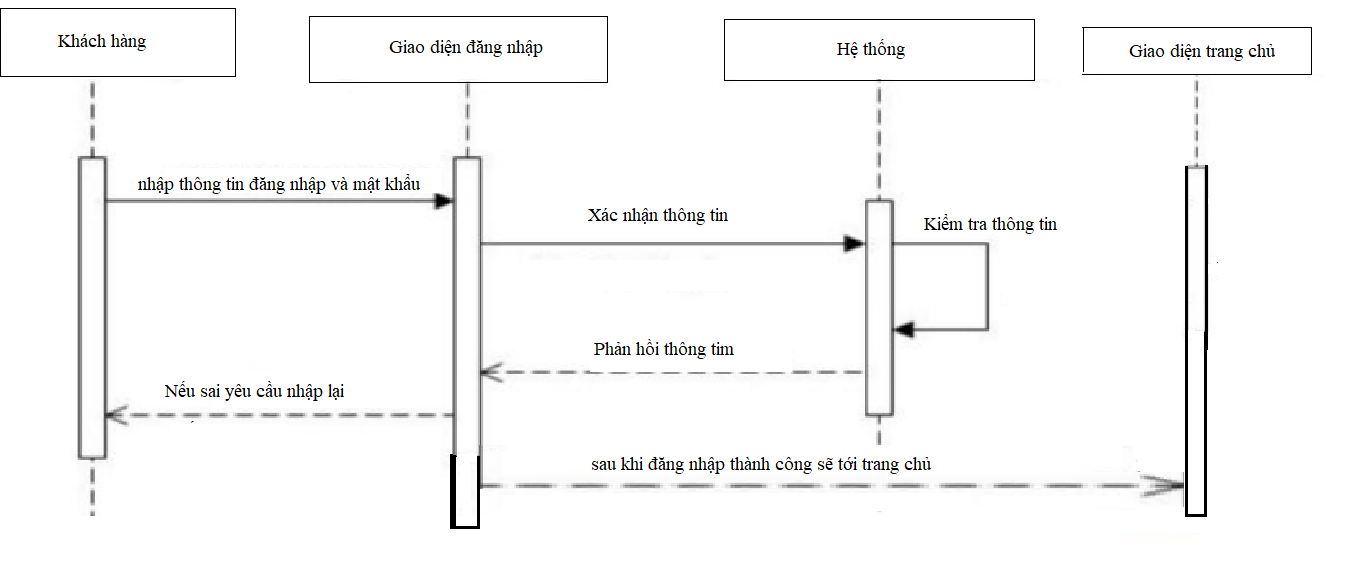 Khách hàng
Giao diện đăng nhập
Hệ thống
Giao diện trang chủ
nhập thông tin đăng nhập và mật khẩu
Xác nhận thông tin
Kiểm tra thông tin
Phản hồi thông tim
Nếu sai yêu cầu nhập lại
sau khi đăng nhập thành công sẽ tới trang chủ